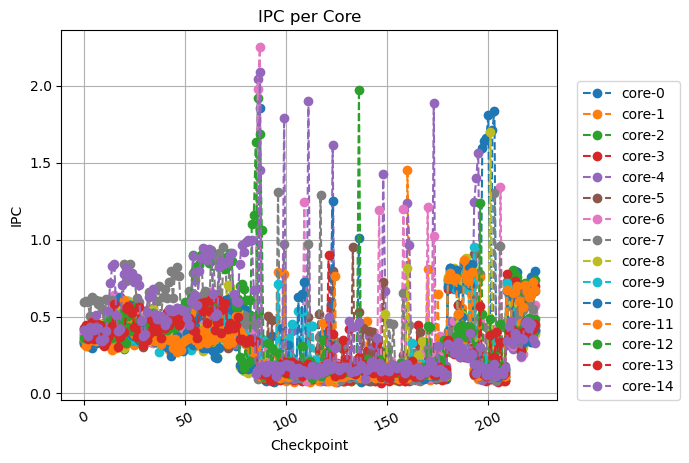 IPC per Core
IPC
2.0
1.5
1.0
0.5
0.0
0
50
100
150
200
Checkpoint
core-0
core-1
core-2
core-3
core-4
core-5
core-6
core-7
core-8
core-9
core-10
core-11
core-12
core-13
core-14